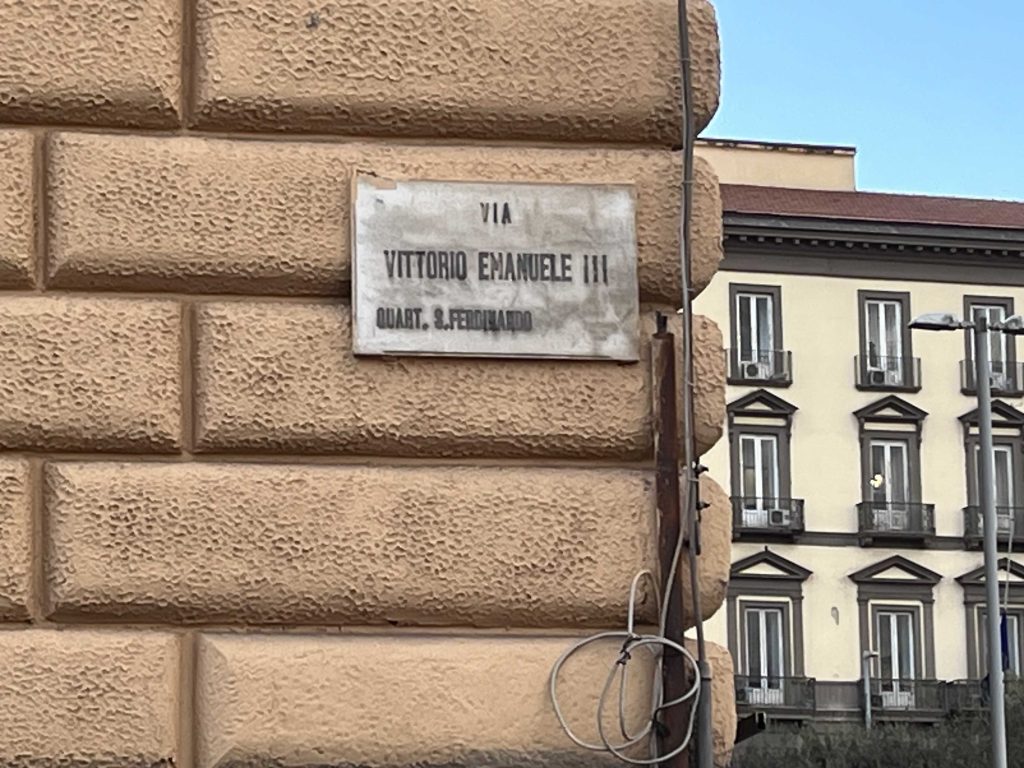 VIA
VITTORIO EMANUELE III
QUART. S.FERDINANDO